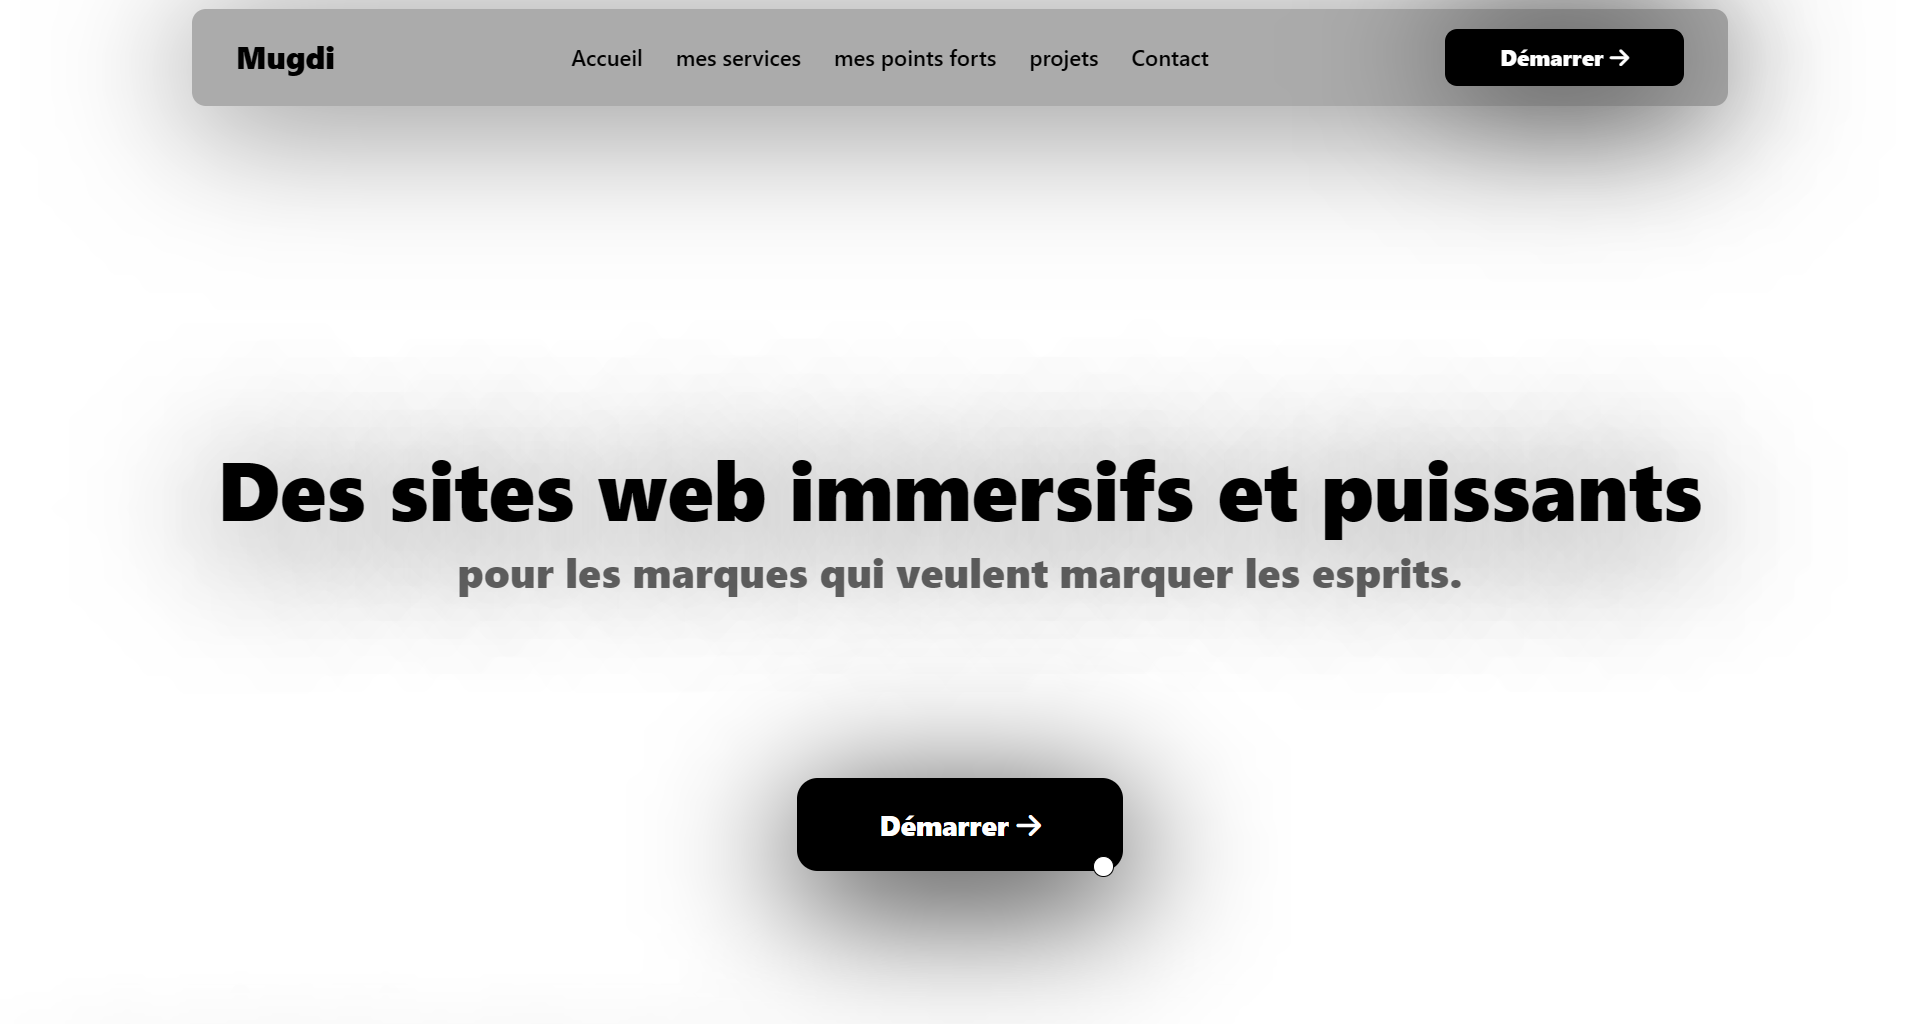 Mugdi
Accueil mes services mes points forts projets Contact
Démarrer →
Des sites web immersifs et puissants
pour les marques qui veulent marquer les esprits.
Démarrer →